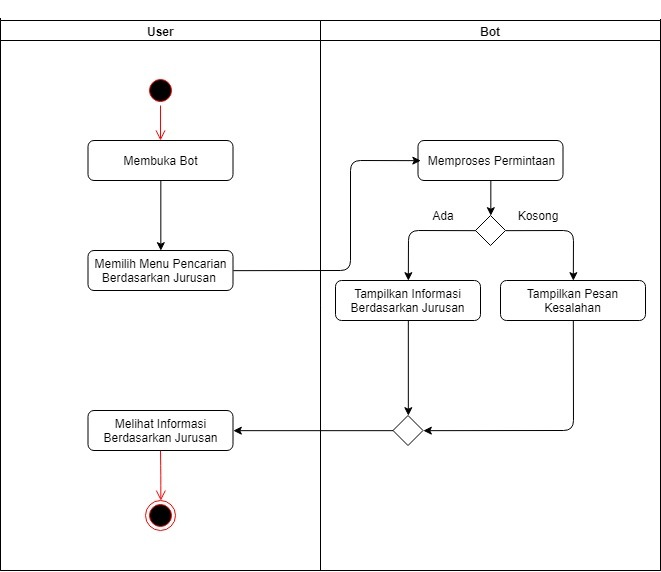 User
Bot
Membuka Bot
Memproses Permintaan
Ada
Kosong
Memilih Menu Pencarian
Berdasarkan Jurusan
Tampilkan Informasi
Berdasarkan Jurusan
Tampilkan Pesan
Kesalahan
Melihat Informasi
Berdasarkan Jurusan